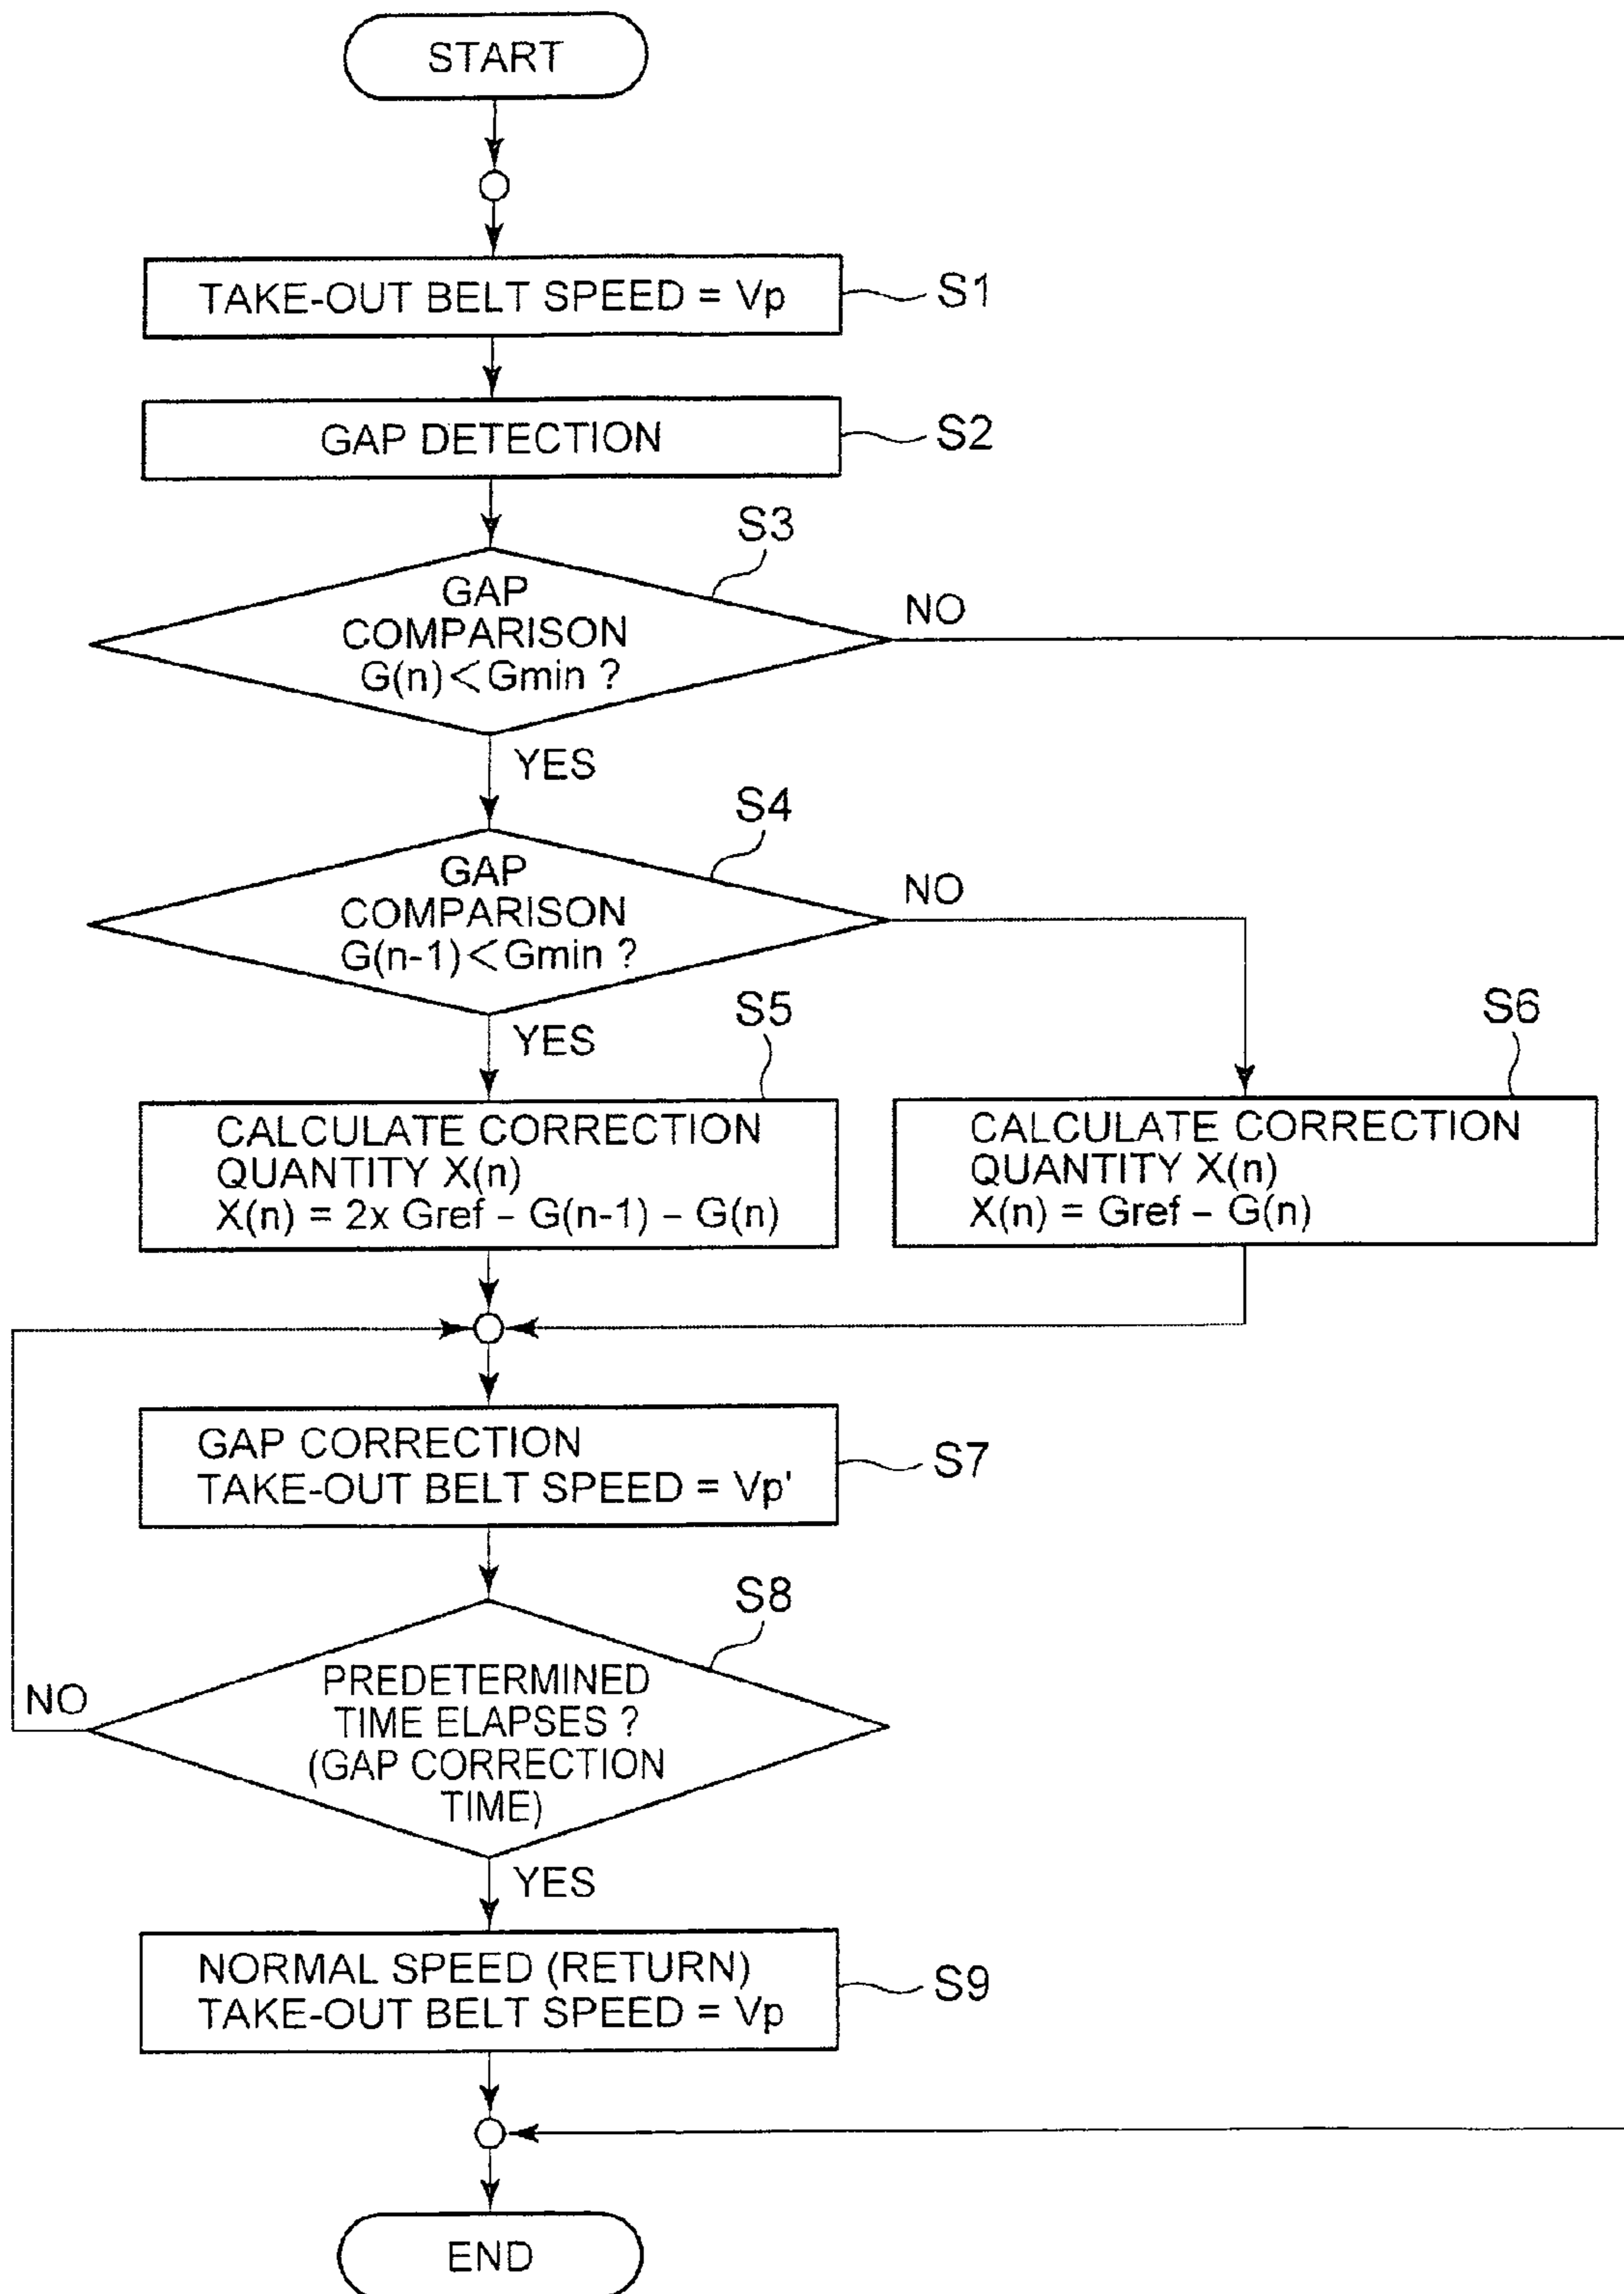 START
TAKE-OUT BELT SPEED = Vp
S1
GAP DETECTION
S2
S3
GAP
COMPARISON
G(n)<Gmin ?
NO
YES
S4
GAP
COMPARISON
G(n-1)<Gmin ?
NO
YES
S5
CALCULATE CORRECTION
QUANTITY X(n)
X(n) = 2x Gref – G(n-1) – G(n)
S6
CALCULATE CORRECTION
QUANTITY X(n)
X(n) = Gref – G(n)
GAP CORRECTION
TAKE-OUT BELT SPEED = Vp'
S7
S8
PREDETERMINED
TIME ELAPSES ?
(GAP CORRECTION
TIME)
NO
YES
NORMAL SPEED (RETURN)
TAKE-OUT BELT SPEED = Vp
S9
END